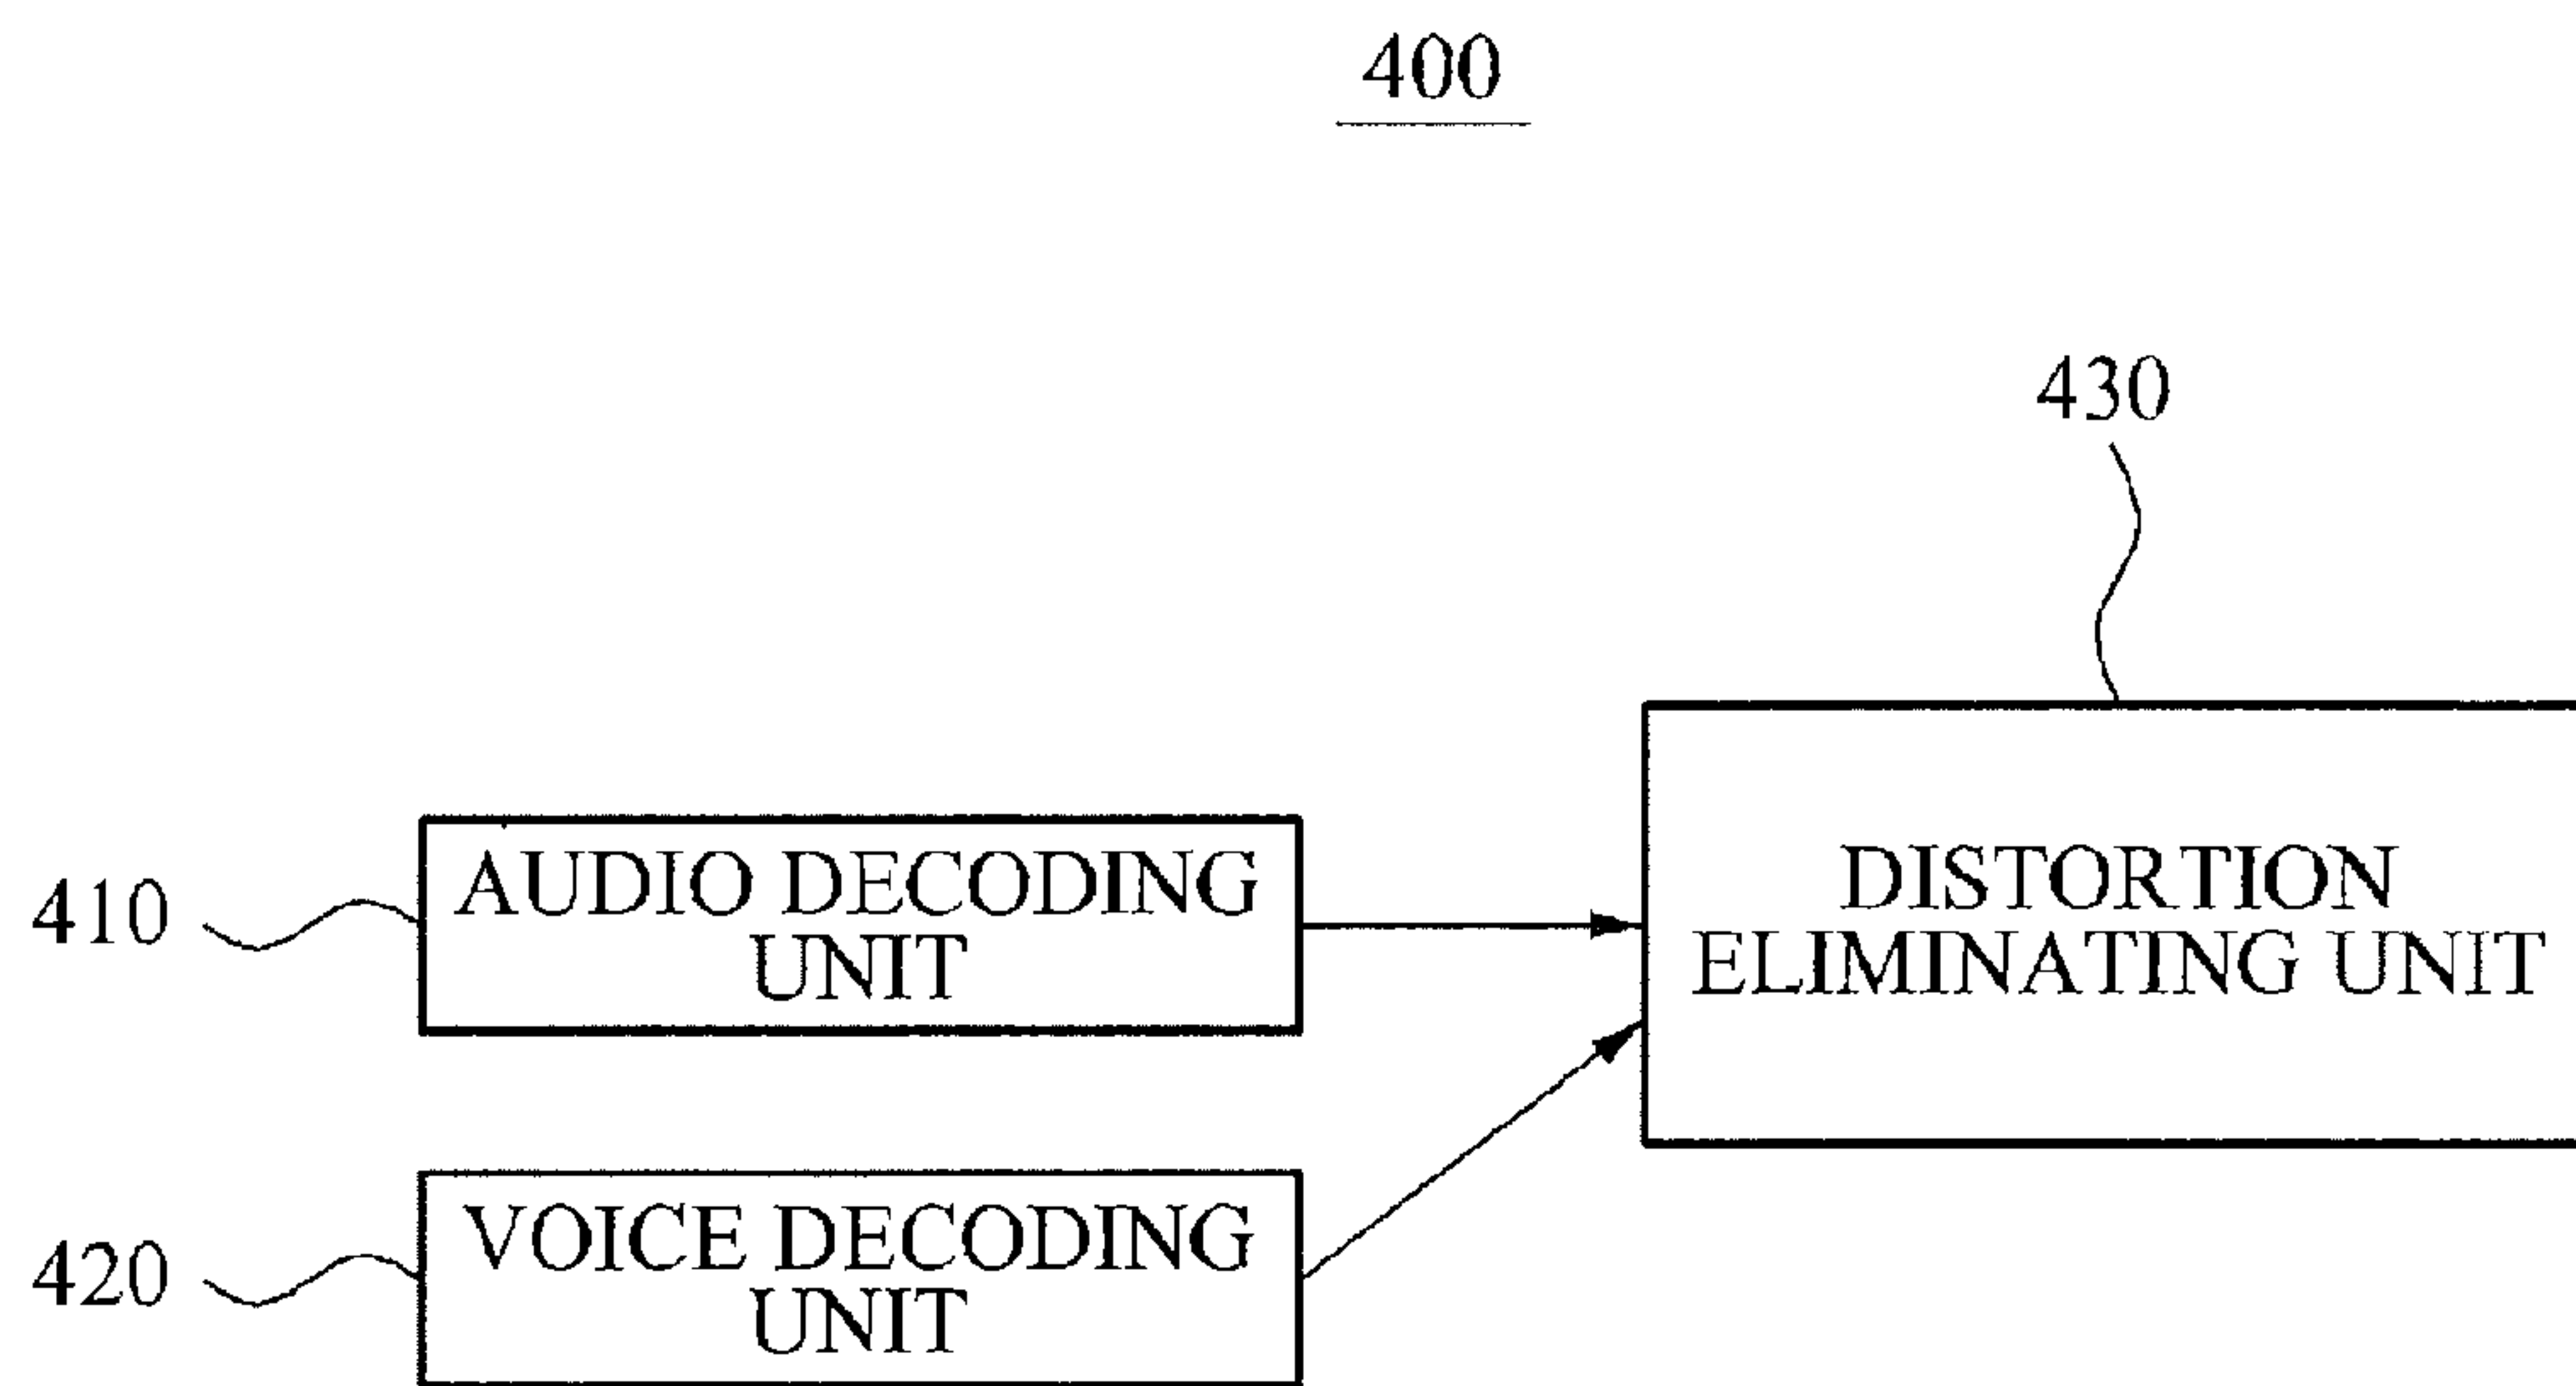 400
430
410
AUDIO DECODING
UNIT
DISTORTION
ELIMINATING UNIT
420
VOICE DECODING
UNIT